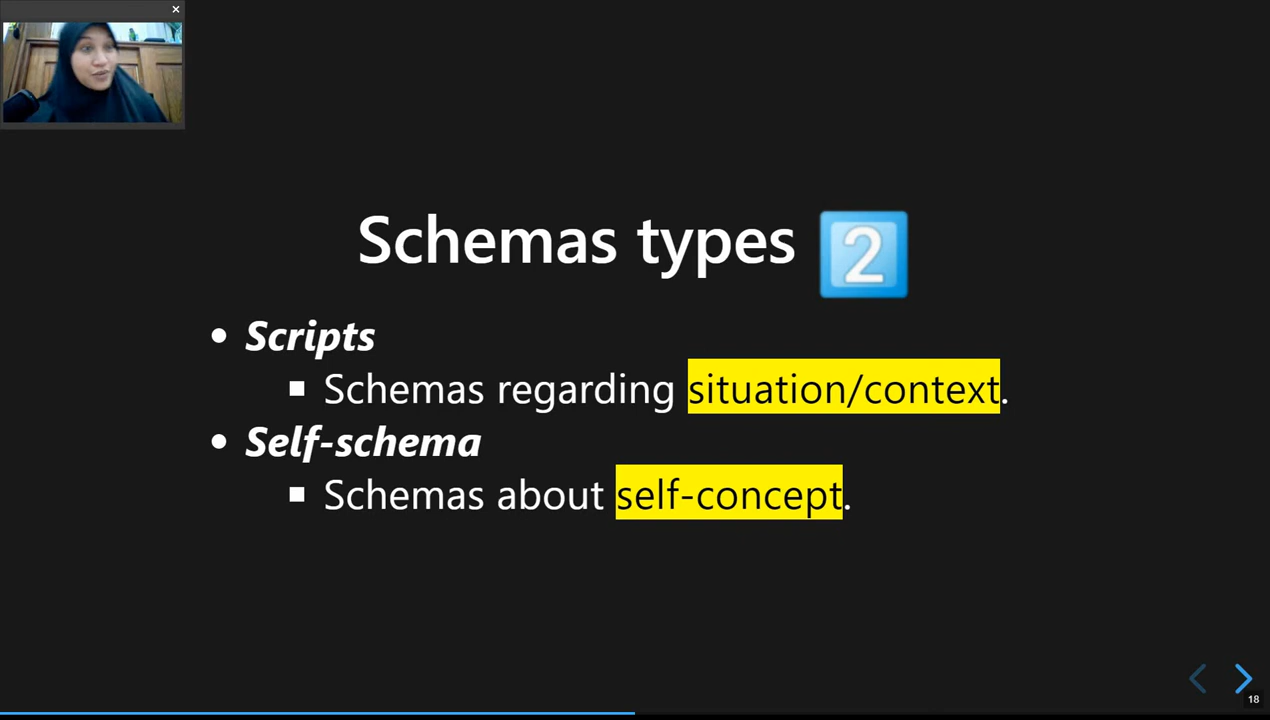 Schemas types 2️⃣
Scripts
Schemas regarding situation/context.
Self-schema
Schemas about self-concept.
18